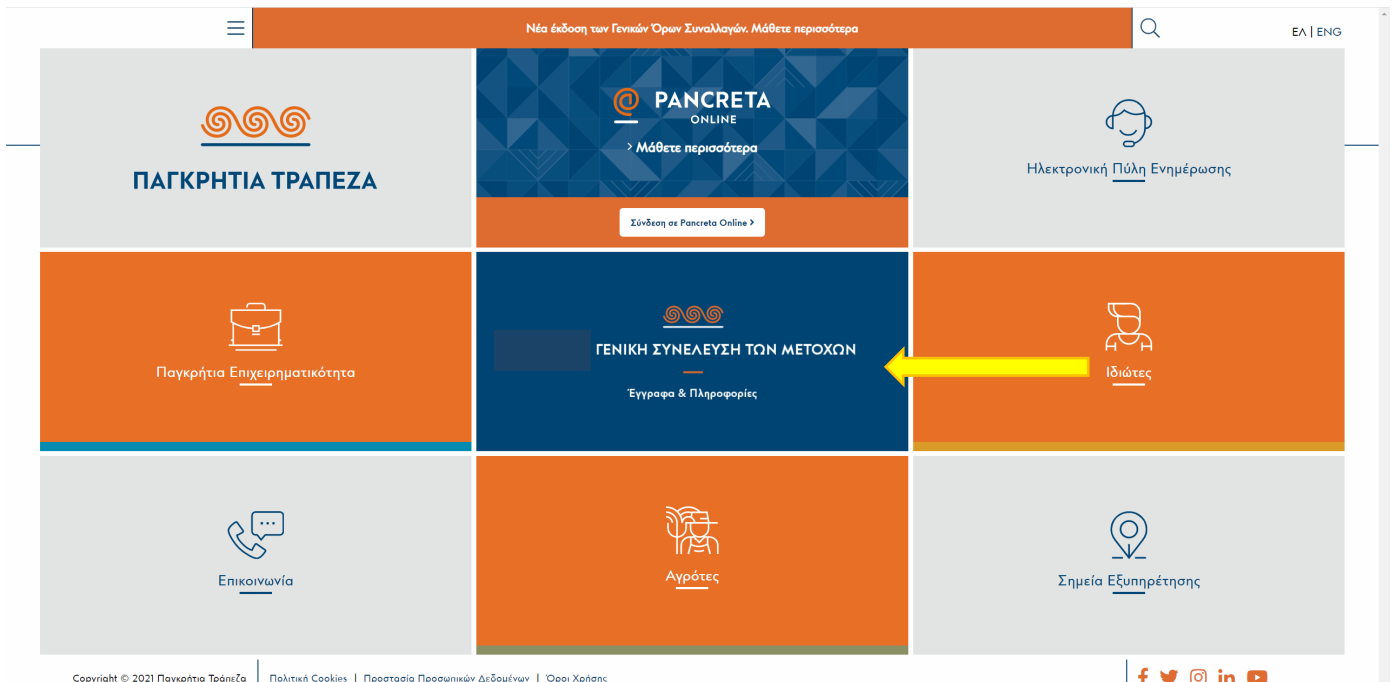 Νέα έκδοση των Γενικών Όρων Συναλλαγών. Μάθετε περισσότερα
ΕΛ | ENG
ΠΑΓΚΡΗΤΙΑ ΤΡΑΠΕΖΑ
@ PANCRETA
ONLINE
> Μάθετε περισσότερα
Σύνδεση σε Pancreta Online >
Ηλεκτρονική Πύλη Ενημέρωσης
Παγκρήτια Επιχειρηματικότητα
ΓΕΝΙΚΗ ΣΥΝΕΛΕΥΣΗ ΤΩΝ ΜΕΤΟΧΩΝ
Έγγραφα & Πληροφορίες
Ιδιώτες
Επικοινωνία
Αγρότες
Σημεία Εξυπηρέτησης
Copyright © 2021 Παγκρήτια Τράπεζα | Πολιτική Cookies | Προστασία Προσωπικών Δεδομένων | Όροι Χρήσης